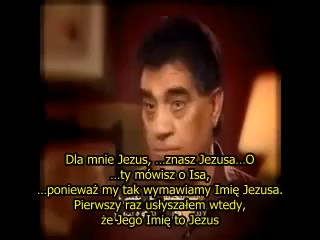 Dla mnie Jezus, ...znasz Jezusa...O
...ty mówisz o Isa,
...ponieważ my tak wymawiamy Imię Jezusa.
Pierwszy raz usłyszałem wtedy,
że Jego Imię to Jezus